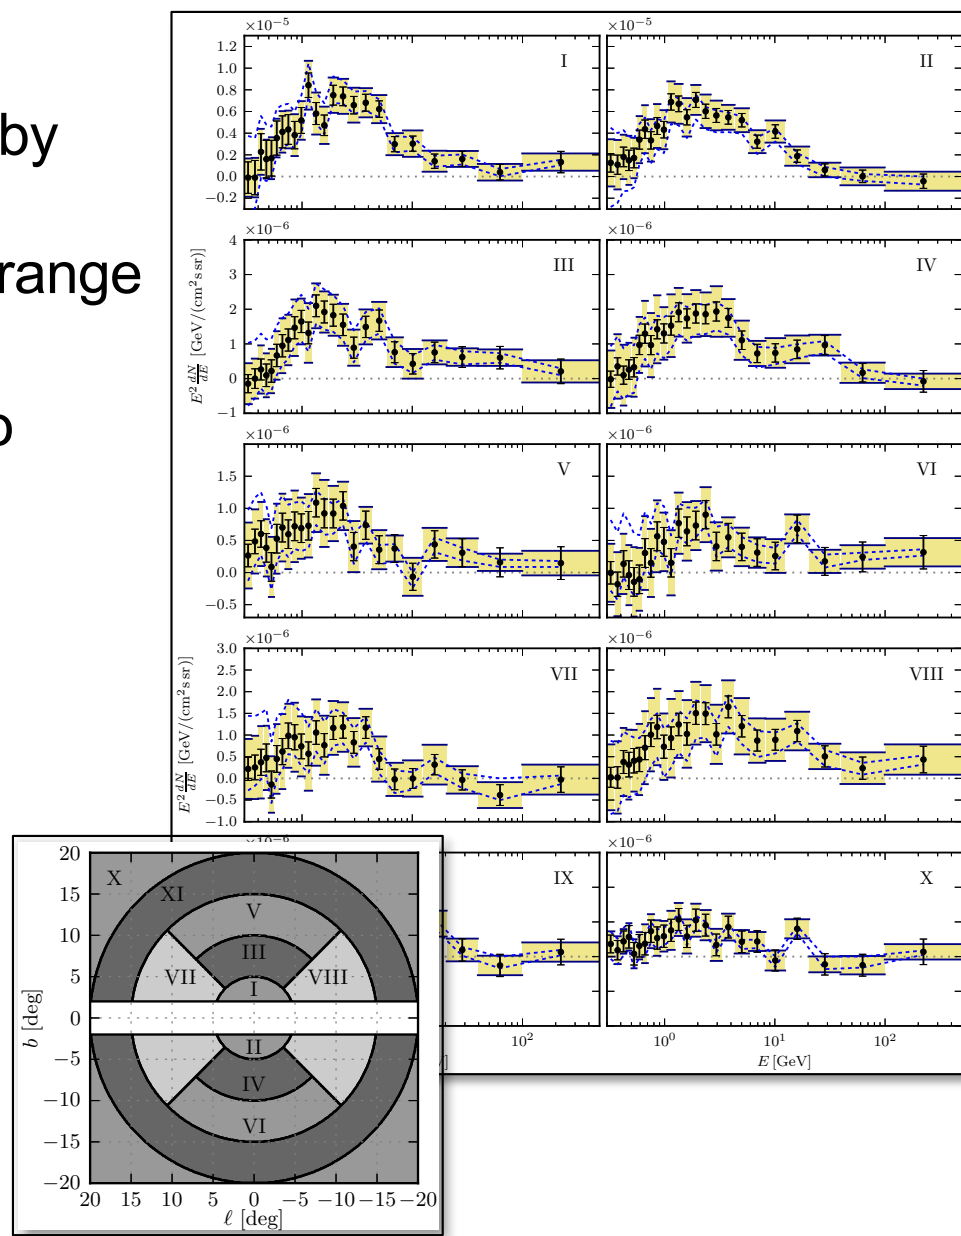 by
range
×10⁻⁵
×10⁻⁵
1.2
1.0
0.8
0.6
0.4
0.2
0.0
−0.2
I
II
×10⁻⁶
×10⁻⁶
4
3
2
1
0
−1
III
IV
E² dN/dE [GeV/(cm² s sr)]
×10⁻⁶
×10⁻⁶
1.5
1.0
0.5
0.0
−0.5
V
VI
×10⁻⁶
×10⁻⁶
3.0
2.5
2.0
1.5
1.0
0.5
0.0
−0.5
−1.0
VII
VIII
E² dN/dE [GeV/(cm² s sr)]
×10⁻⁶
IX
X
10²
10⁰ 10¹ 10²
E [GeV]
20
15
10
5
0
−5
−10
−15
−20
b [deg]
X
XI
V
III
VII
VIII
I
II
IV
VI
20 15 10 5 0 −5 −10 −15 −20
ℓ [deg]